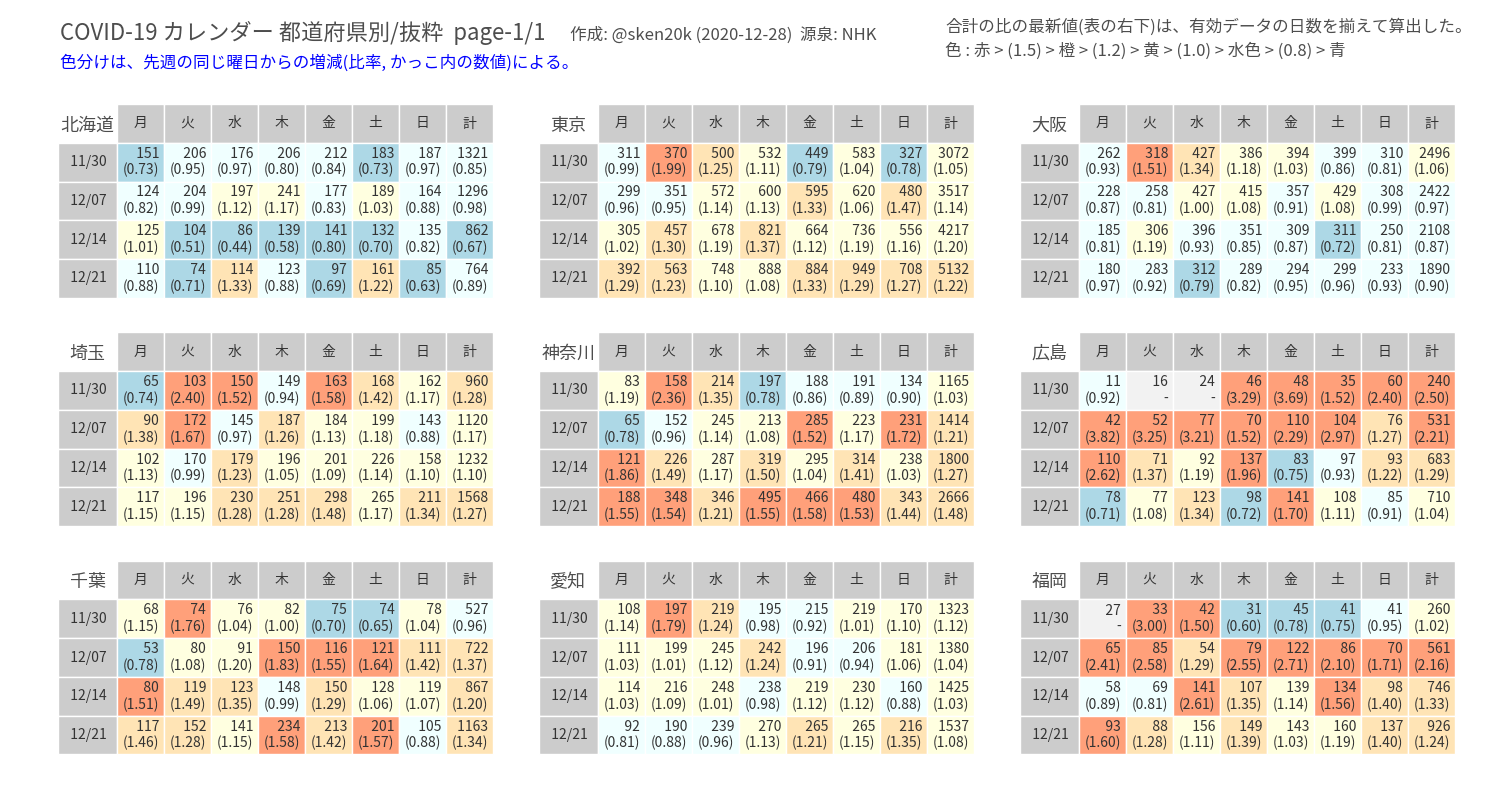 COVID-19 カレンダー 都道府県別/抜粋 page-1/1 作成: @sken20k (2020-12-28) 源泉: NHK
合計の比の最新値(表の右下)は、有効データの日数を揃えて算出した。
色 : 赤 > (1.5) > 橙 > (1.2) > 黄 > (1.0) > 水色 > (0.8) > 青
色分けは、先週の同じ曜日からの増減(比率, かっこ内の数値)による。
北海道 月 火 水 木 金 土 日 計
11/30 151 206 176 206 212 183 187 1321
(0.73) (0.95) (0.97) (0.80) (0.84) (0.73) (0.97) (0.85)
12/07 124 204 197 241 177 189 164 1296
(0.82) (0.99) (1.12) (1.17) (0.83) (1.03) (0.88) (0.98)
12/14 125 104 86 139 141 132 135 862
(1.01) (0.51) (0.44) (0.58) (0.80) (0.70) (0.82) (0.67)
12/21 110 74 114 123 97 161 85 764
(0.88) (0.71) (1.33) (0.88) (0.69) (1.22) (0.63) (0.89)
東京 月 火 水 木 金 土 日 計
11/30 311 370 500 532 449 583 327 3072
(0.99) (1.99) (1.25) (1.11) (0.79) (1.04) (0.78) (1.05)
12/07 299 351 572 600 595 620 480 3517
(0.96) (0.95) (1.14) (1.13) (1.33) (1.06) (1.47) (1.14)
12/14 305 457 678 821 664 736 556 4217
(1.02) (1.30) (1.19) (1.37) (1.12) (1.19) (1.16) (1.20)
12/21 392 563 748 888 884 949 708 5132
(1.29) (1.23) (1.10) (1.08) (1.33) (1.29) (1.27) (1.22)
大阪 月 火 水 木 金 土 日 計
11/30 262 318 427 386 394 399 310 2496
(0.93) (1.51) (1.34) (1.18) (1.03) (0.86) (0.81) (1.06)
12/07 228 258 427 415 357 429 308 2422
(0.87) (0.81) (1.00) (1.08) (0.91) (1.08) (0.99) (0.97)
12/14 185 306 396 351 309 311 250 2108
(0.81) (1.19) (0.93) (0.85) (0.87) (0.72) (0.81) (0.87)
12/21 180 283 312 289 294 299 233 1890
(0.97) (0.92) (0.79) (0.82) (0.95) (0.96) (0.93) (0.90)
埼玉 月 火 水 木 金 土 日 計
11/30 65 103 150 149 163 168 162 960
(0.74) (2.40) (1.52) (0.94) (1.58) (1.42) (1.17) (1.28)
12/07 90 172 145 187 184 199 143 1120
(1.38) (1.67) (0.97) (1.26) (1.13) (1.18) (0.88) (1.17)
12/14 102 170 179 196 201 226 158 1232
(1.13) (0.99) (1.23) (1.05) (1.09) (1.14) (1.10) (1.10)
12/21 117 196 230 251 298 265 211 1568
(1.15) (1.15) (1.28) (1.28) (1.48) (1.17) (1.34) (1.27)
神奈川 月 火 水 木 金 土 日 計
11/30 83 158 214 197 188 191 134 1165
(1.19) (2.36) (1.35) (0.78) (0.86) (0.89) (0.90) (1.03)
12/07 65 152 245 213 285 223 231 1414
(0.78) (0.96) (1.14) (1.08) (1.52) (1.17) (1.72) (1.21)
12/14 121 226 287 319 295 314 238 1800
(1.86) (1.49) (1.17) (1.50) (1.04) (1.41) (1.03) (1.27)
12/21 188 348 346 495 466 480 343 2666
(1.55) (1.54) (1.21) (1.55) (1.58) (1.53) (1.44) (1.48)
広島 月 火 水 木 金 土 日 計
11/30 11 16 24 46 48 35 60 240
(0.92) - - (3.29) (3.69) (1.52) (2.40) (2.50)
12/07 42 52 77 70 110 104 76 531
(3.82) (3.25) (3.21) (1.52) (2.29) (2.97) (1.27) (2.21)
12/14 110 71 92 137 83 97 93 683
(2.62) (1.37) (1.19) (1.96) (0.75) (0.93) (1.22) (1.29)
12/21 78 77 123 98 141 108 85 710
(0.71) (1.08) (1.34) (0.72) (1.70) (1.11) (0.91) (1.04)
千葉 月 火 水 木 金 土 日 計
11/30 68 74 76 82 75 74 78 527
(1.15) (1.76) (1.04) (1.00) (0.70) (0.65) (1.04) (0.96)
12/07 53 80 91 150 116 121 111 722
(0.78) (1.08) (1.20) (1.83) (1.55) (1.64) (1.42) (1.37)
12/14 80 119 123 148 150 128 119 867
(1.51) (1.49) (1.35) (0.99) (1.29) (1.06) (1.07) (1.20)
12/21 117 152 141 234 213 201 105 1163
(1.46) (1.28) (1.15) (1.58) (1.42) (1.57) (0.88) (1.34)
愛知 月 火 水 木 金 土 日 計
11/30 108 197 219 195 215 219 170 1323
(1.14) (1.79) (1.24) (0.98) (0.92) (1.01) (1.10) (1.12)
12/07 111 199 245 242 196 206 181 1380
(1.03) (1.01) (1.12) (1.24) (0.91) (0.94) (1.06) (1.04)
12/14 114 216 248 238 219 230 160 1425
(1.03) (1.09) (1.01) (0.98) (1.12) (1.12) (0.88) (1.03)
12/21 92 190 239 270 265 265 216 1537
(0.81) (0.88) (0.96) (1.13) (1.21) (1.15) (1.35) (1.08)
福岡 月 火 水 木 金 土 日 計
11/30 27 33 42 31 45 41 41 260
- (3.00) (1.50) (0.60) (0.78) (0.75) (0.95) (1.02)
12/07 65 85 54 79 122 86 70 561
(2.41) (2.58) (1.29) (2.55) (2.71) (2.10) (1.71) (2.16)
12/14 58 69 141 107 139 134 98 746
(0.89) (0.81) (2.61) (1.35) (1.14) (1.56) (1.40) (1.33)
12/21 93 88 156 149 143 160 137 926
(1.60) (1.28) (1.11) (1.39) (1.03) (1.19) (1.40) (1.24)